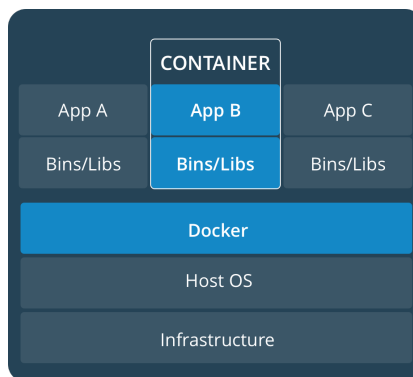 CONTAINER
App A App B App C
Bins/Libs Bins/Libs Bins/Libs
Docker
Host OS
Infrastructure